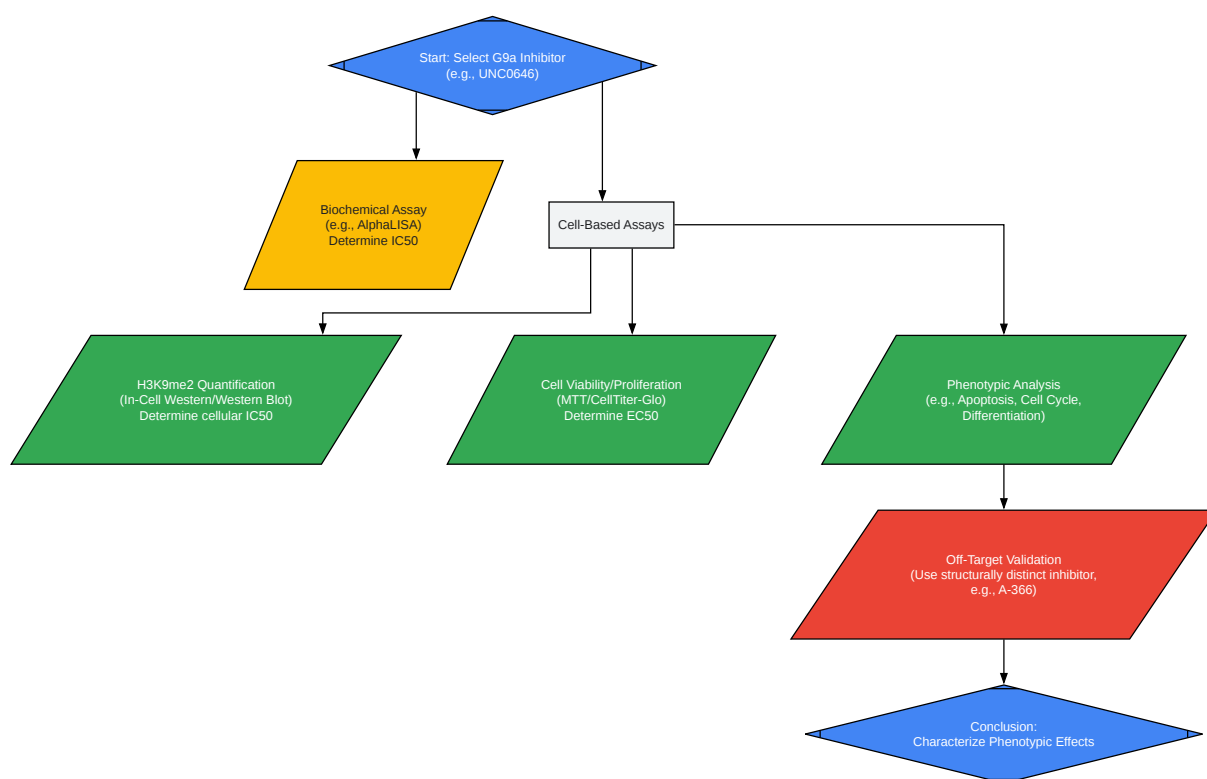 Start: Select G9a Inhibitor
(e.g., UNC0646)
Biochemical Assay
(e.g., AlphaLISA)
Determine IC50
Cell-Based Assays
H3K9me2 Quantification
(In-Cell Western/Western Blot)
Determine cellular IC50
Cell Viability/Proliferation
(MTT/CellTiter-Glo)
Determine EC50
Phenotypic Analysis
(e.g., Apoptosis, Cell Cycle,
Differentiation)
Off-Target Validation
(Use structurally distinct inhibitor,
e.g., A-366)
Conclusion:
Characterize Phenotypic Effects